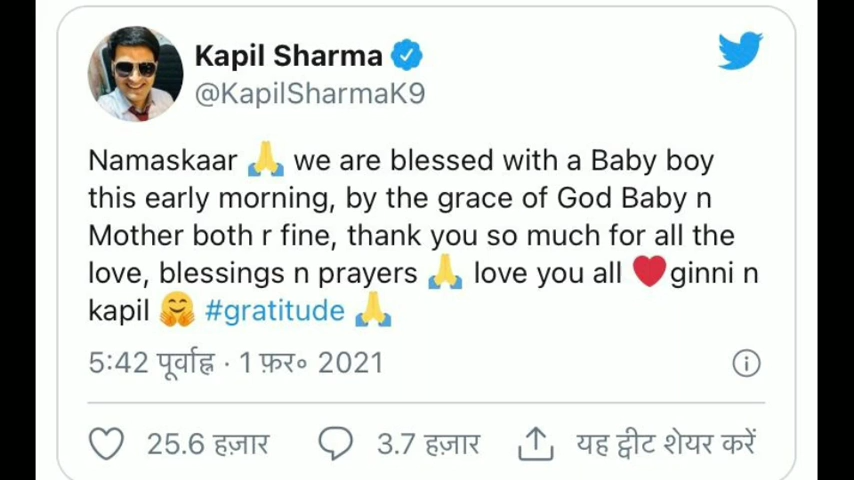 Kapil Sharma
@KapilSharmaK9
Namaskaar 🙏 we are blessed with a Baby boy
this early morning, by the grace of God Baby n
Mother both r fine, thank you so much for all the
love, blessings n prayers 🙏 love you all ❤️ginni n
kapil 🤗 #gratitude 🙏
5:42 पूर्वाह्न · 1 फ़र॰ 2021
25.6 हज़ार 3.7 हज़ार यह ट्वीट शेयर करें